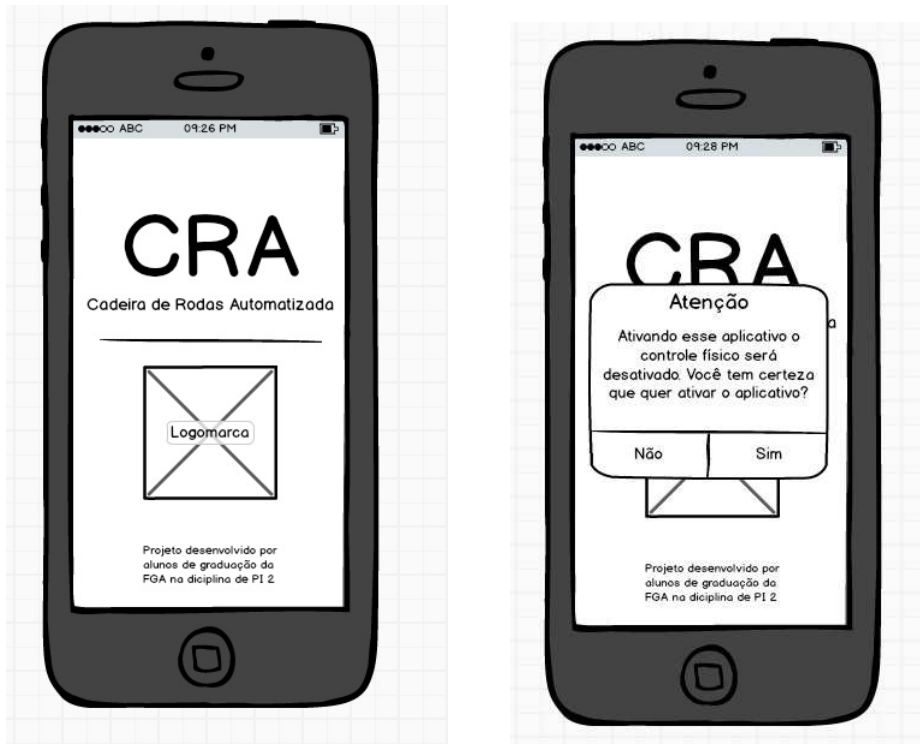 ABC 09:26 PM
CRA
Cadeira de Rodas Automatizada
Logomarca
Projeto desenvolvido por
alunos de graduação da
FGA na diciplina de PI 2
ABC 09:28 PM
CRA
a
Atenção
Ativando esse aplicativo o
controle físico será
desativado. Você tem certeza
que quer ativar o aplicativo?
Não Sim
Projeto desenvolvido por
alunos de graduação da
FGA na diciplina de PI 2